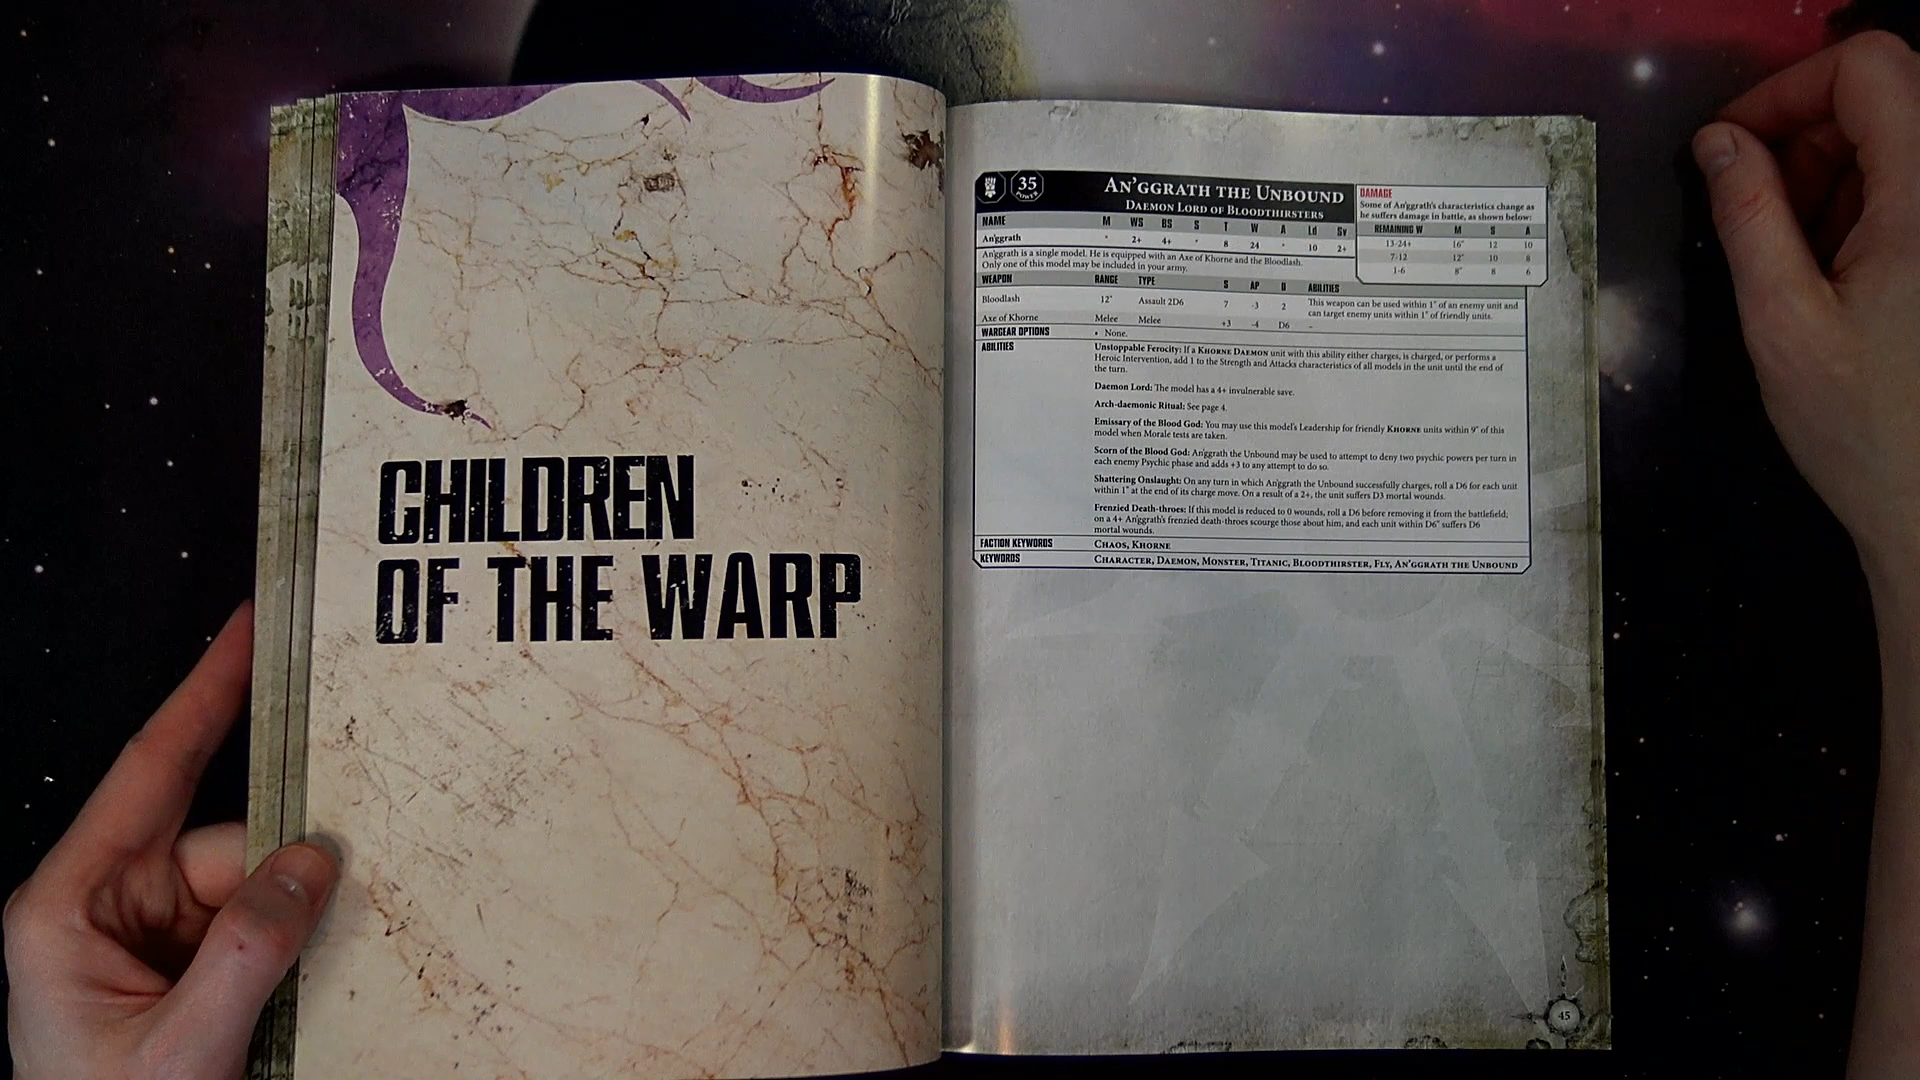 CHILDREN
OF THE WARP
35
POWER
AN'GGRATH THE UNBOUND
DAEMON LORD OF BLOODTHIRSTERS
NAME M WS BS S T W A Ld Sv
An'ggrath * 2+ 4+ * 8 24 * 10 2+
An'ggrath is a single model. He is equipped with an Axe of Khorne and the Bloodlash.
Only one of this model may be included in your army.
DAMAGE
Some of An'ggrath's characteristics change as
he suffers damage in battle, as shown below:
REMAINING W M S A
13-24+ 16" 12 10
7-12 12" 10 8
1-6 8" 8 6
WEAPON RANGE TYPE S AP D ABILITIES
Bloodlash 12" Assault 2D6 7 -3 2 This weapon can be used within 1" of an enemy unit and
can target enemy units within 1" of friendly units.
Axe of Khorne Melee Melee +3 -4 D6 -
WARGEAR OPTIONS • None.
ABILITIES Unstoppable Ferocity: If a KHORNE DAEMON unit with this ability either charges, is charged, or performs a
Heroic Intervention, add 1 to the Strength and Attacks characteristics of all models in the unit until the end of
the turn.
Daemon Lord: The model has a 4+ invulnerable save.
Arch-daemonic Ritual: See page 4.
Emissary of the Blood God: You may use this model's Leadership for friendly KHORNE units within 9" of this
model when Morale tests are taken.
Scorn of the Blood God: An'ggrath the Unbound may be used to attempt to deny two psychic powers per turn in
each enemy Psychic phase and adds +3 to any attempt to do so.
Shattering Onslaught: On any turn in which An'ggrath the Unbound successfully charges, roll a D6 for each unit
within 1" at the end of its charge move. On a result of a 2+, the unit suffers D3 mortal wounds.
Frenzied Death-throes: If this model is reduced to 0 wounds, roll a D6 before removing it from the battlefield;
on a 4+ An'ggrath's frenzied death-throes scourge those about him, and each unit within D6" suffers D6
mortal wounds.
FACTION KEYWORDS CHAOS, KHORNE
KEYWORDS CHARACTER, DAEMON, MONSTER, TITANIC, BLOODTHIRSTER, FLY, AN'GGRATH THE UNBOUND
45